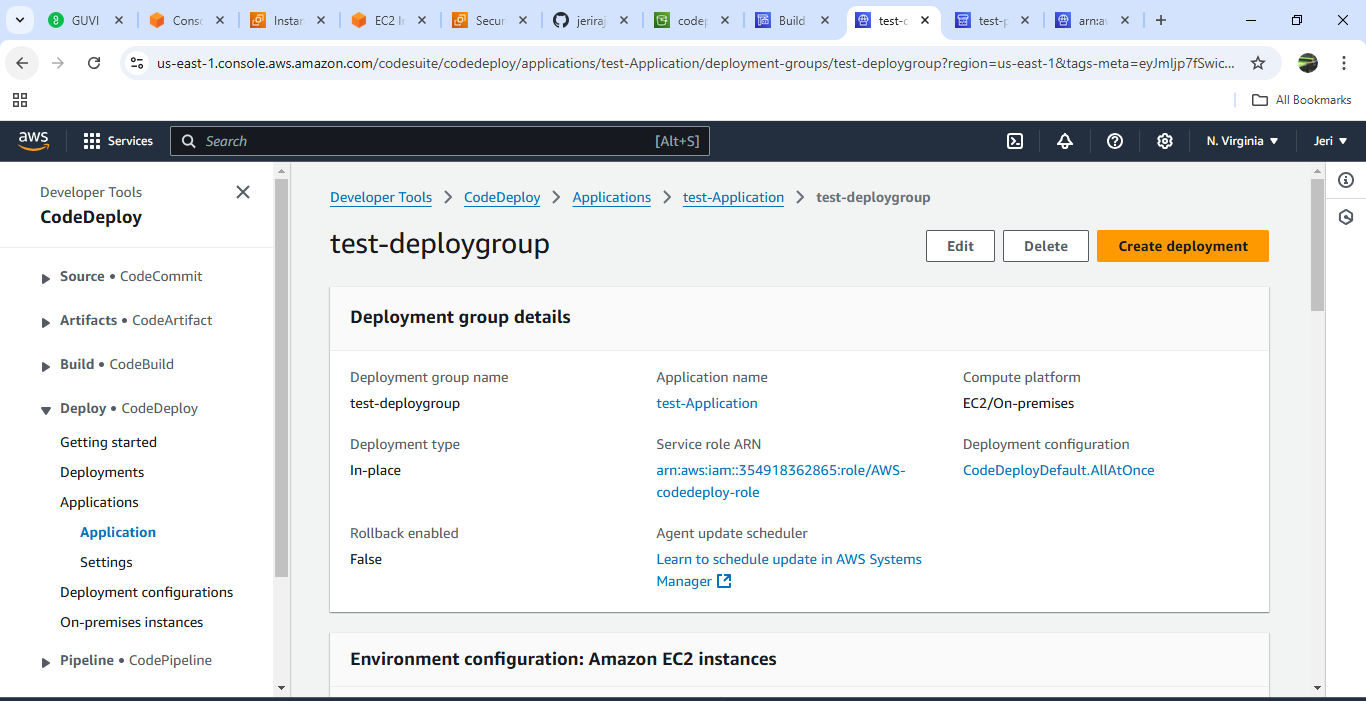 GUVI
Conso
Instan
EC2 In
Secur
jeriraj
codep
Build
test-d
test-p
arn:aw
us-east-1.console.aws.amazon.com/codesuite/codedeploy/applications/test-Application/deployment-groups/test-deploygroup?region=us-east-1&tags-meta=eyJmIjp7fSwic...
All Bookmarks
aws
Services
Search
[Alt+S]
N. Virginia
Jeri
Developer Tools
CodeDeploy
Source • CodeCommit
Artifacts • CodeArtifact
Build • CodeBuild
Deploy • CodeDeploy
Getting started
Deployments
Applications
Application
Settings
Deployment configurations
On-premises instances
Pipeline • CodePipeline
Developer Tools > CodeDeploy > Applications > test-Application > test-deploygroup
test-deploygroup
Edit
Delete
Create deployment
Deployment group details
Deployment group name
test-deploygroup
Application name
test-Application
Compute platform
EC2/On-premises
Deployment type
In-place
Service role ARN
arn:aws:iam::354918362865:role/AWS-
codedeploy-role
Deployment configuration
CodeDeployDefault.AllAtOnce
Rollback enabled
False
Agent update scheduler
Learn to schedule update in AWS Systems
Manager
Environment configuration: Amazon EC2 instances